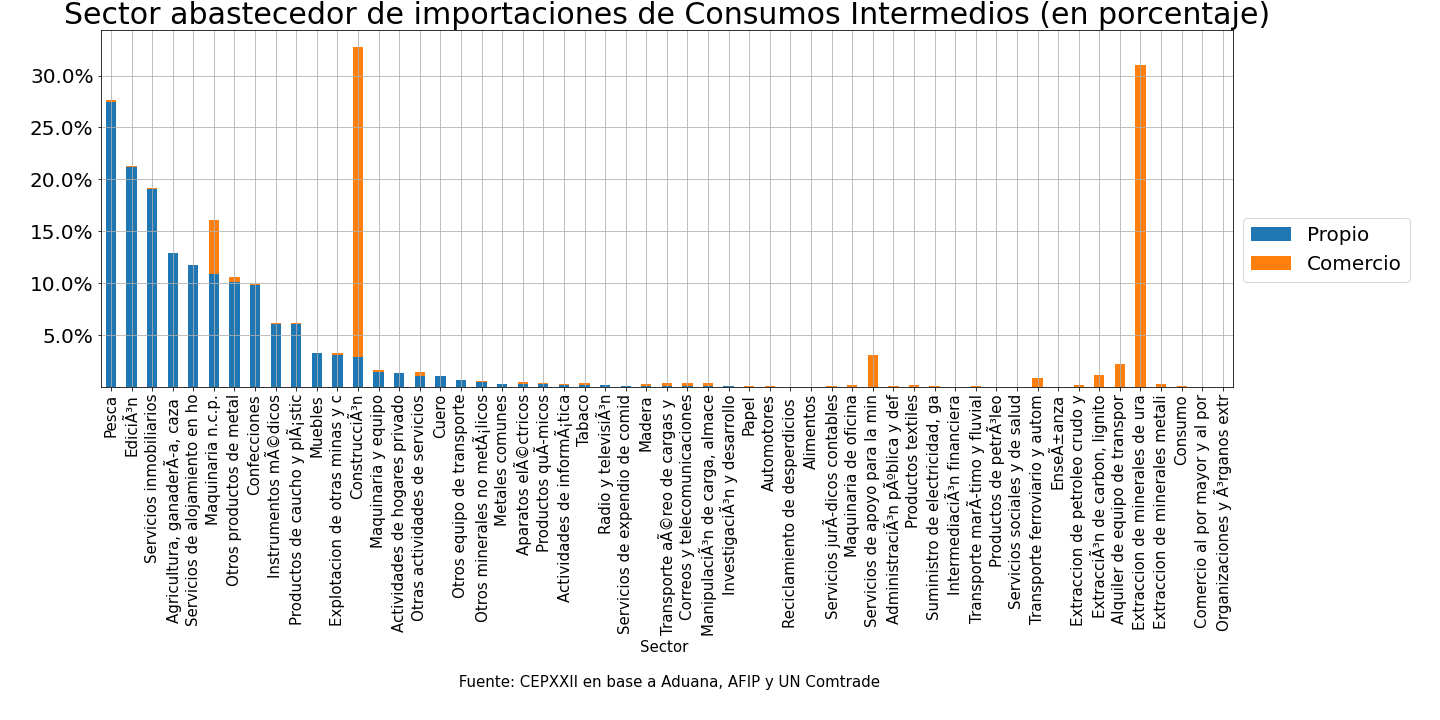 Sector abastecedor de importaciones de Consumos Intermedios (en porcentaje)
30.0%
25.0%
20.0%
15.0%
10.0%
5.0%
Propio
Comercio
Pesca
EdiciÃ³n
Servicios inmobiliarios
Agricultura, ganaderÃ­a, caza
Servicios de alojamiento en ho
Maquinaria n.c.p.
Otros productos de metal
Confecciones
Instrumentos mÃ©dicos
Productos de caucho y plÃ¡stic
Muebles
Explotacion de otras minas y c
ConstrucciÃ³n
Maquinaria y equipo
Actividades de hogares privado
Otras actividades de servicios
Cuero
Otros equipo de transporte
Otros minerales no metÃ¡licos
Metales comunes
Aparatos elÃ©ctricos
Productos quÃ­micos
Actividades de informÃ¡tica
Tabaco
Radio y televisiÃ³n
Servicios de expendio de comid
Madera
Transporte aÃ©reo de cargas y
Correos y telecomunicaciones
ManipulaciÃ³n de carga, almace
InvestigaciÃ³n y desarrollo
Papel
Automotores
Reciclamiento de desperdicios
Alimentos
Servicios jurÃ­dicos contables
Maquinaria de oficina
Servicios de apoyo para la min
AdministraciÃ³n pÃºblica y def
Productos textiles
Suministro de electricidad, ga
IntermediaciÃ³n financiera
Transporte marÃ­timo y fluvial
Productos de petrÃ³leo
Servicios sociales y de salud
Transporte ferroviario y autom
EnseÃ±anza
Extraccion de petroleo crudo y
ExtracciÃ³n de carbon, lignito
Alquiler de equipo de transpor
Extraccion de minerales de ura
Extraccion de minerales metali
Consumo
Comercio al por mayor y al por
Organizaciones y Ã³rganos extr
Sector
Fuente: CEPXXII en base a Aduana, AFIP y UN Comtrade